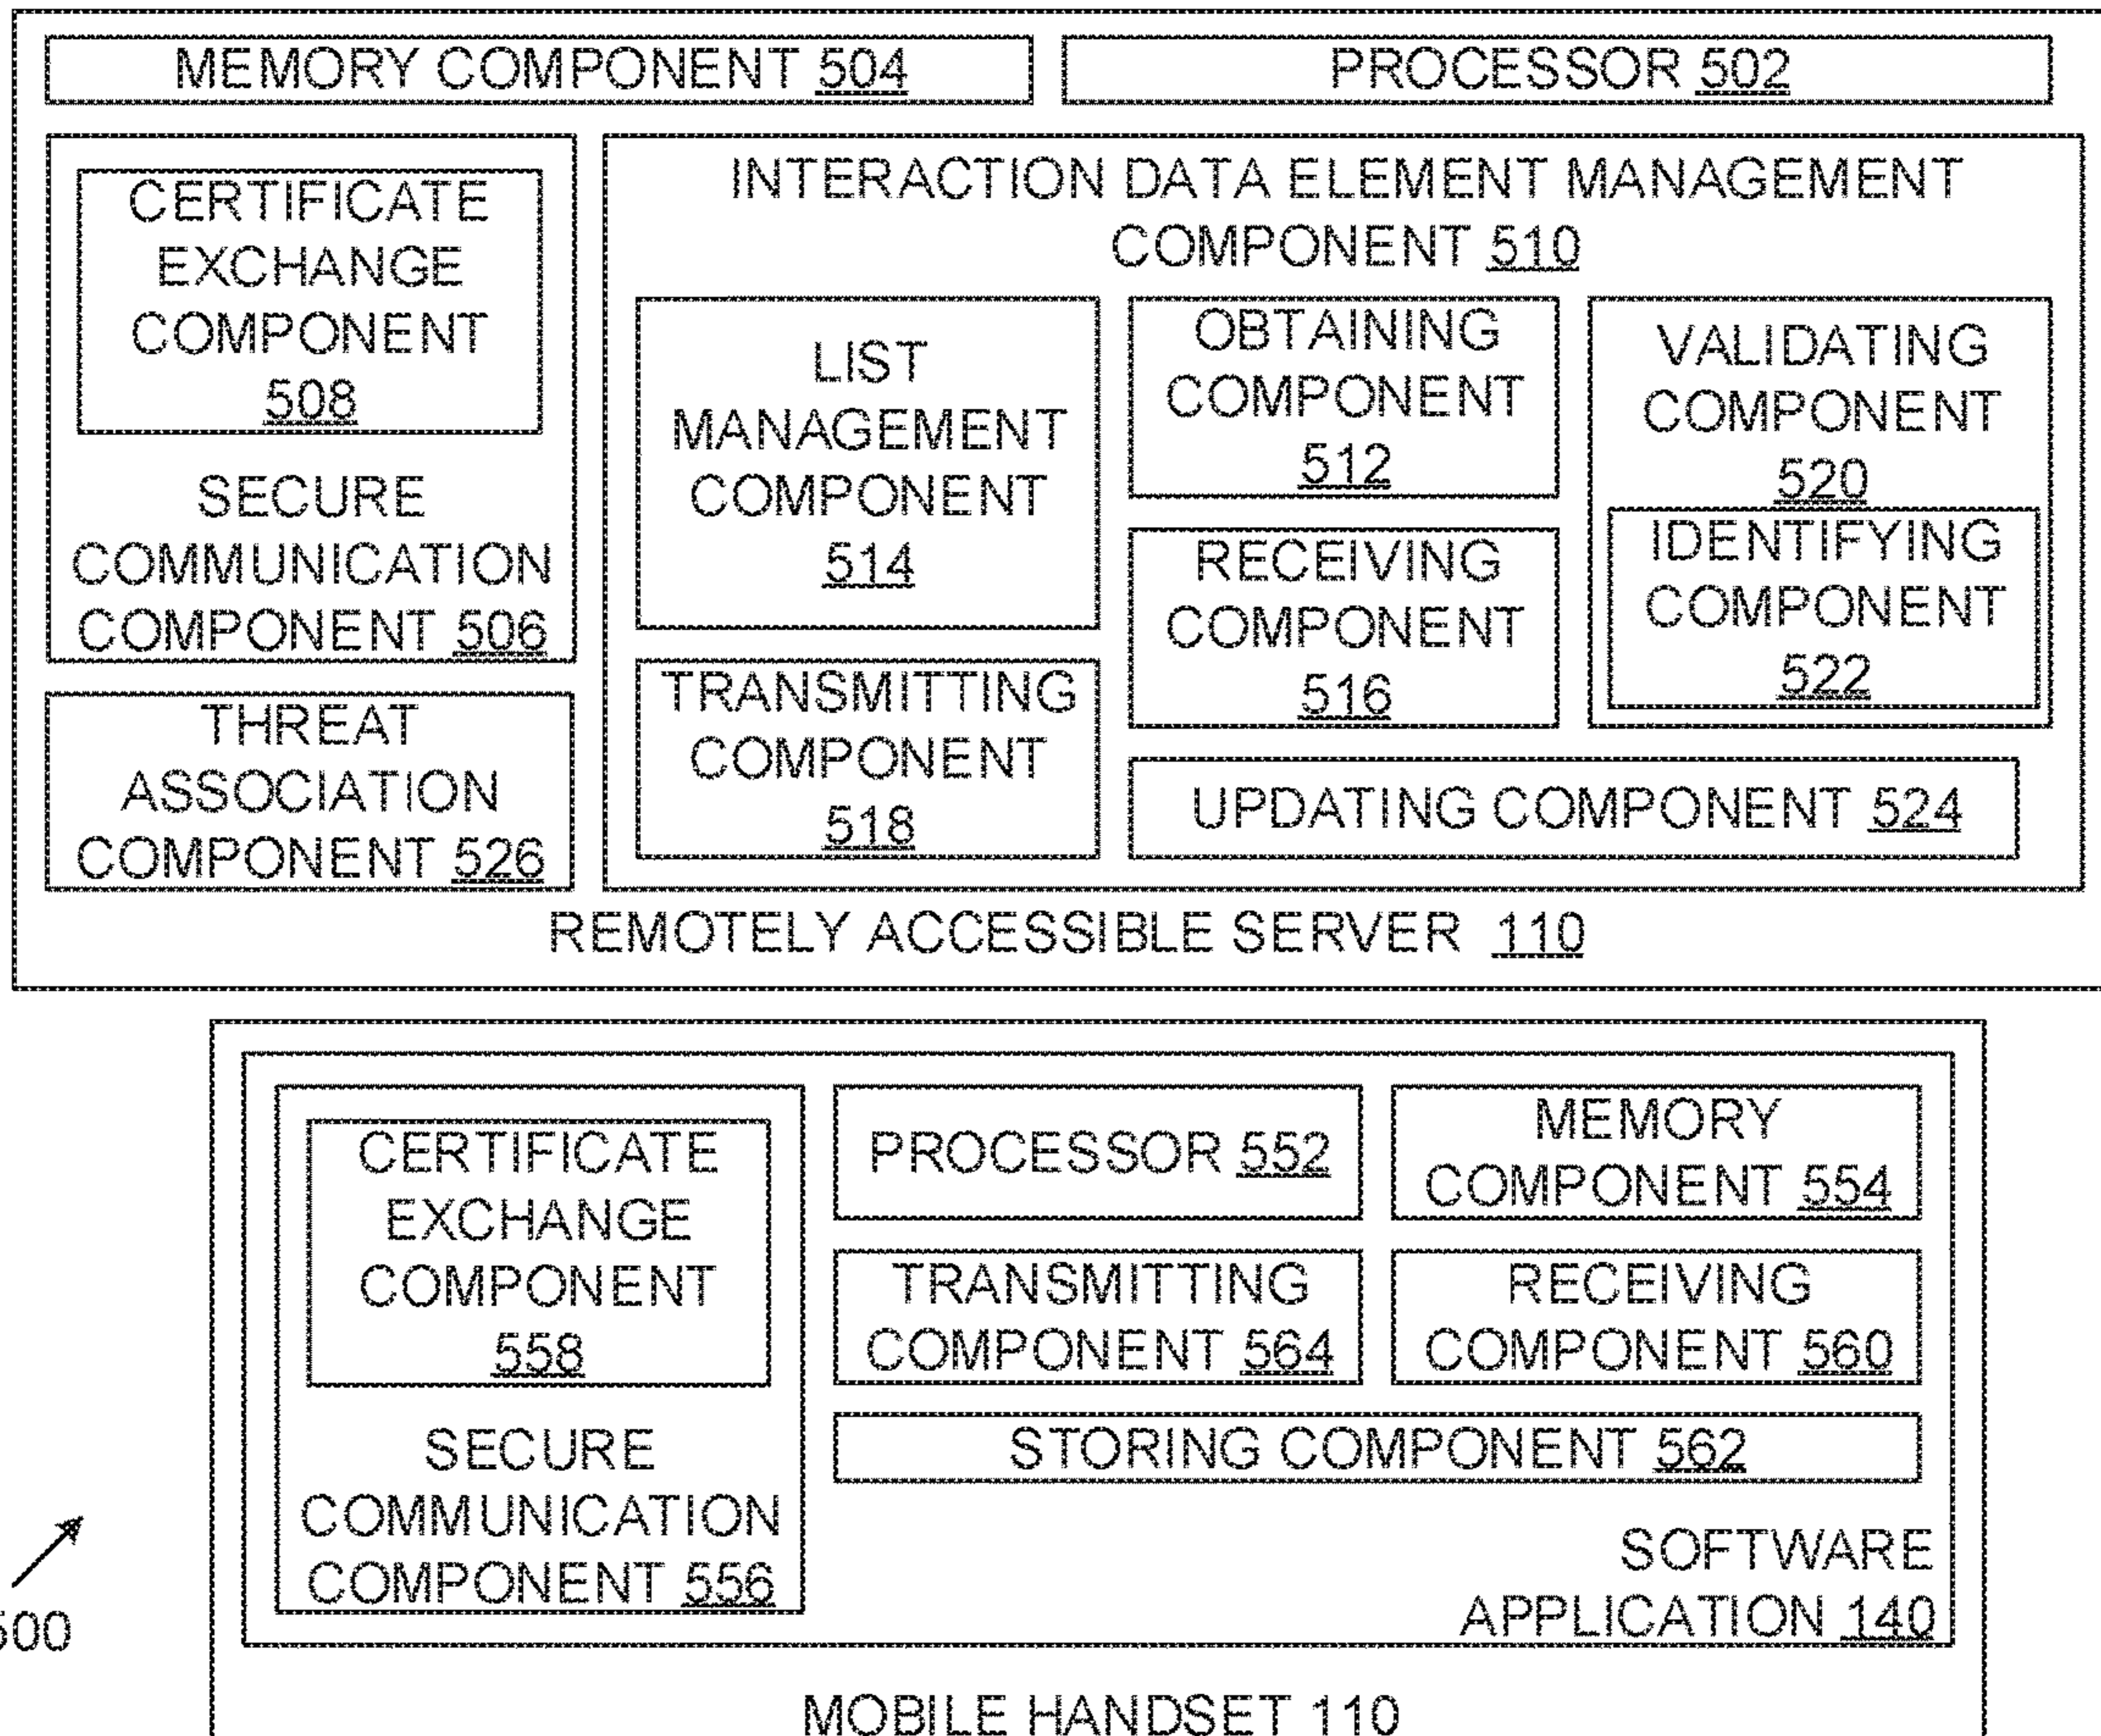 MEMORY COMPONENT 504
PROCESSOR 502
CERTIFICATE
EXCHANGE
COMPONENT
508
SECURE
COMMUNICATION
COMPONENT 506
THREAT
ASSOCIATION
COMPONENT 526
INTERACTION DATA ELEMENT MANAGEMENT
COMPONENT 510
LIST
MANAGEMENT
COMPONENT
514
TRANSMITTING
COMPONENT
518
OBTAINING
COMPONENT
512
RECEIVING
COMPONENT
516
VALIDATING
COMPONENT
520
IDENTIFYING
COMPONENT
522
UPDATING COMPONENT 524
REMOTELY ACCESSIBLE SERVER 110
CERTIFICATE
EXCHANGE
COMPONENT
558
SECURE
COMMUNICATION
COMPONENT 556
PROCESSOR 552
MEMORY
COMPONENT 554
TRANSMITTING
COMPONENT 564
RECEIVING
COMPONENT 560
STORING COMPONENT 562
SOFTWARE
APPLICATION 140
500
MOBILE HANDSET 110